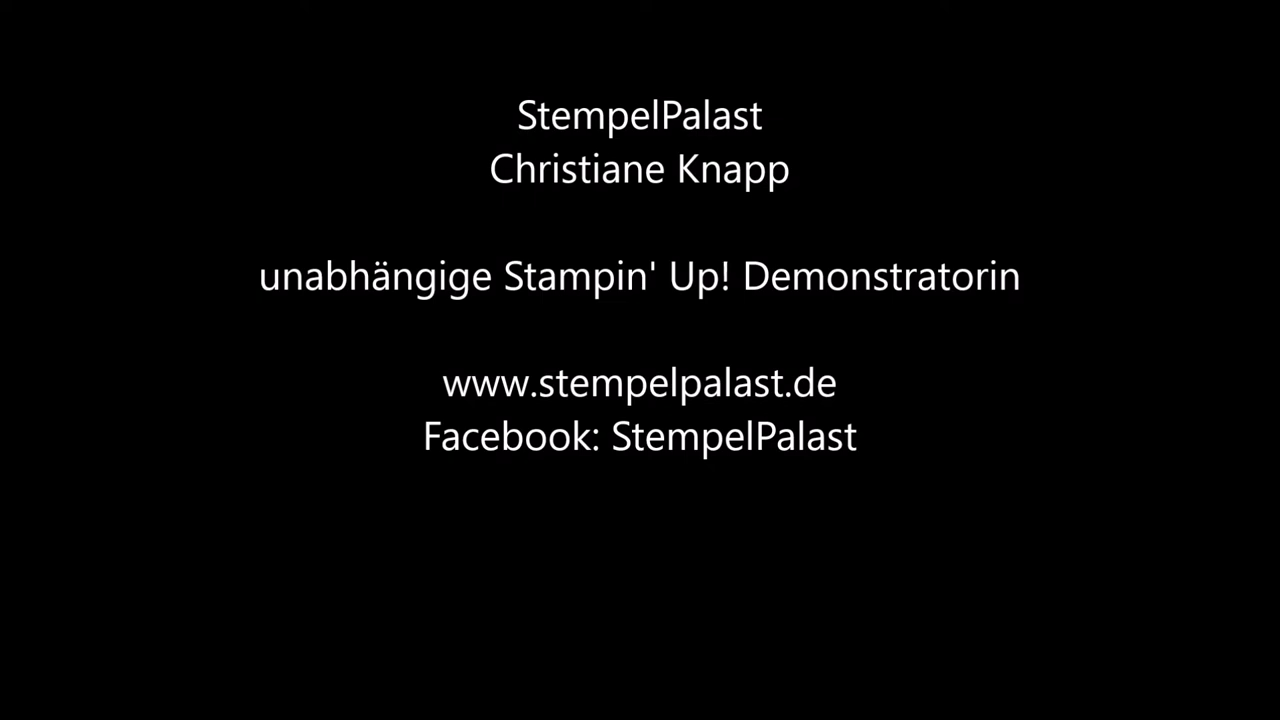 StempelPalast
Christiane Knapp
unabhängige Stampin' Up! Demonstratorin
www.stempelpalast.de
Facebook: StempelPalast